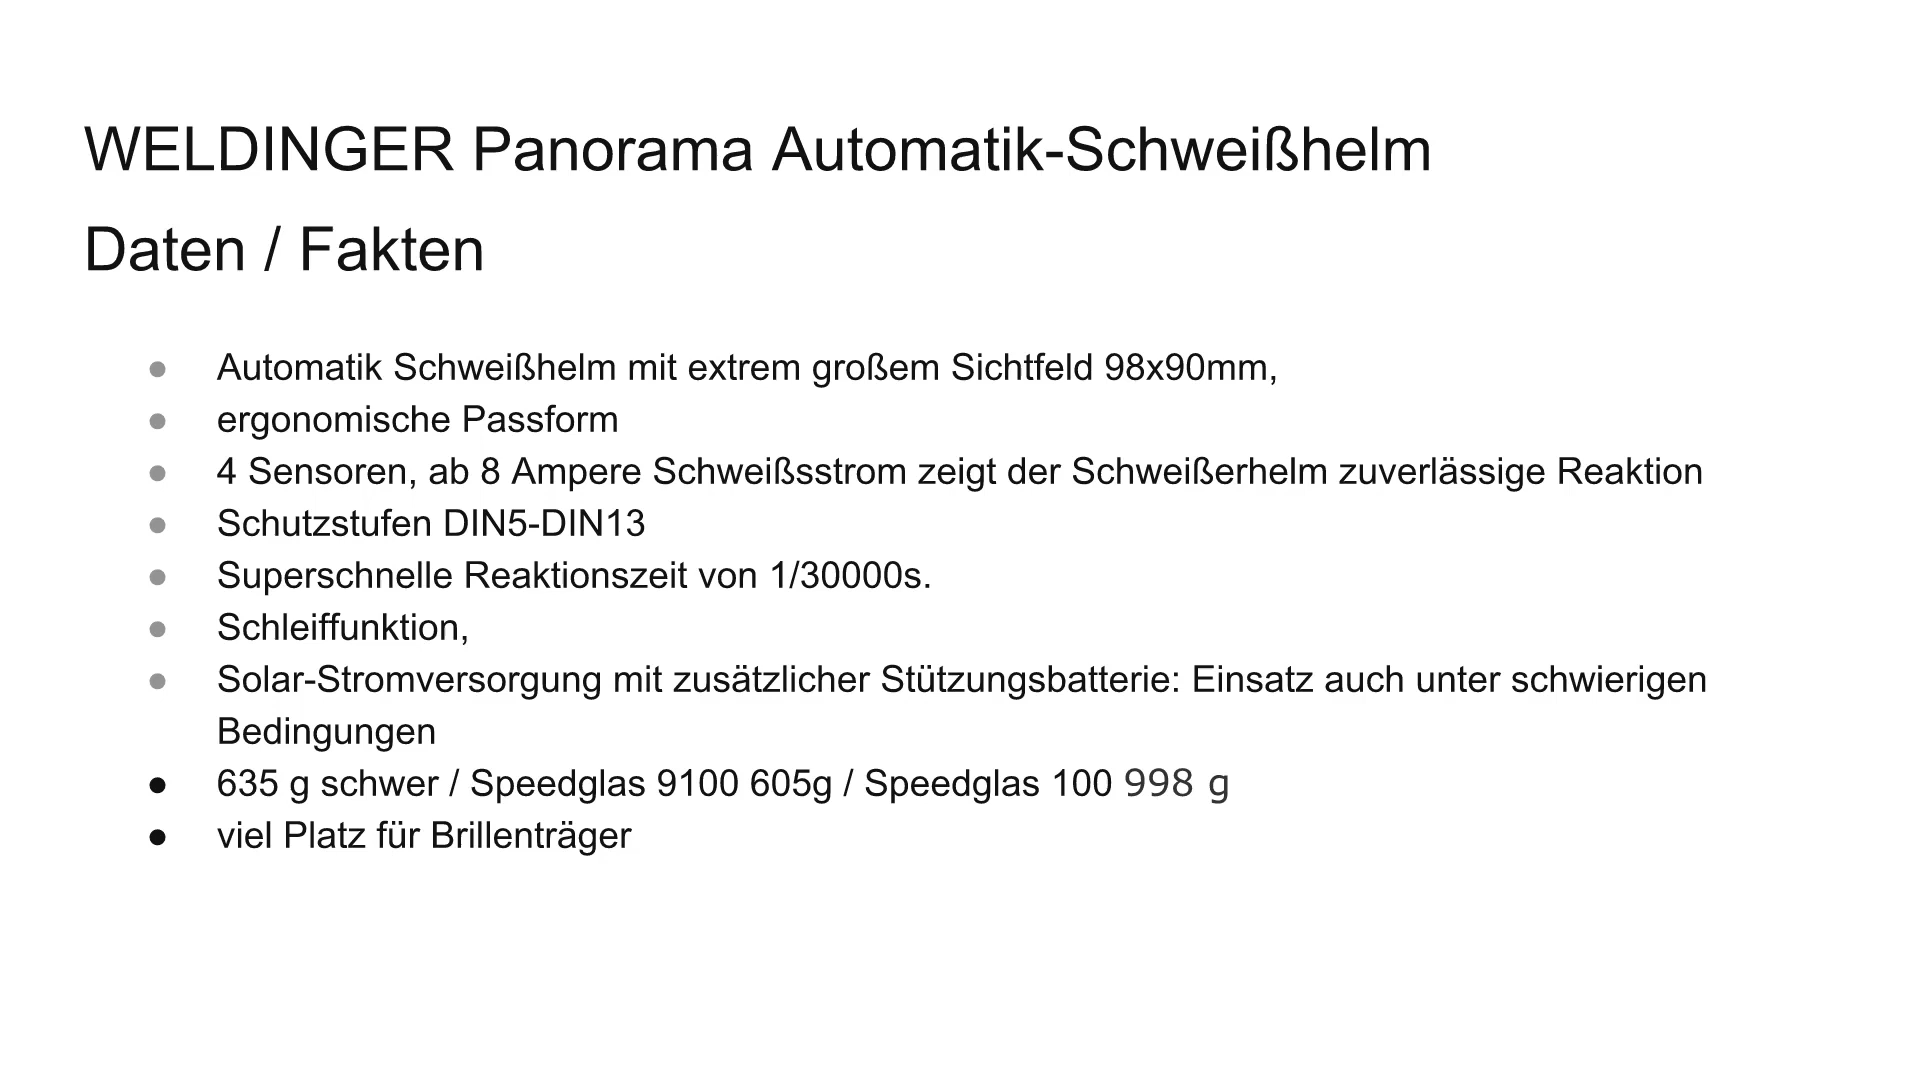 WELDINGER Panorama Automatik-Schweißhelm
Daten / Fakten
● Automatik Schweißhelm mit extrem großem Sichtfeld 98x90mm,
● ergonomische Passform
● 4 Sensoren, ab 8 Ampere Schweißsstrom zeigt der Schweißerhelm zuverlässige Reaktion
● Schutzstufen DIN5-DIN13
● Superschnelle Reaktionszeit von 1/30000s.
● Schleiffunktion,
● Solar-Stromversorgung mit zusätzlicher Stützungsbatterie: Einsatz auch unter schwierigen
Bedingungen
● 635 g schwer / Speedglas 9100 605g / Speedglas 100 998 g
● viel Platz für Brillenträger